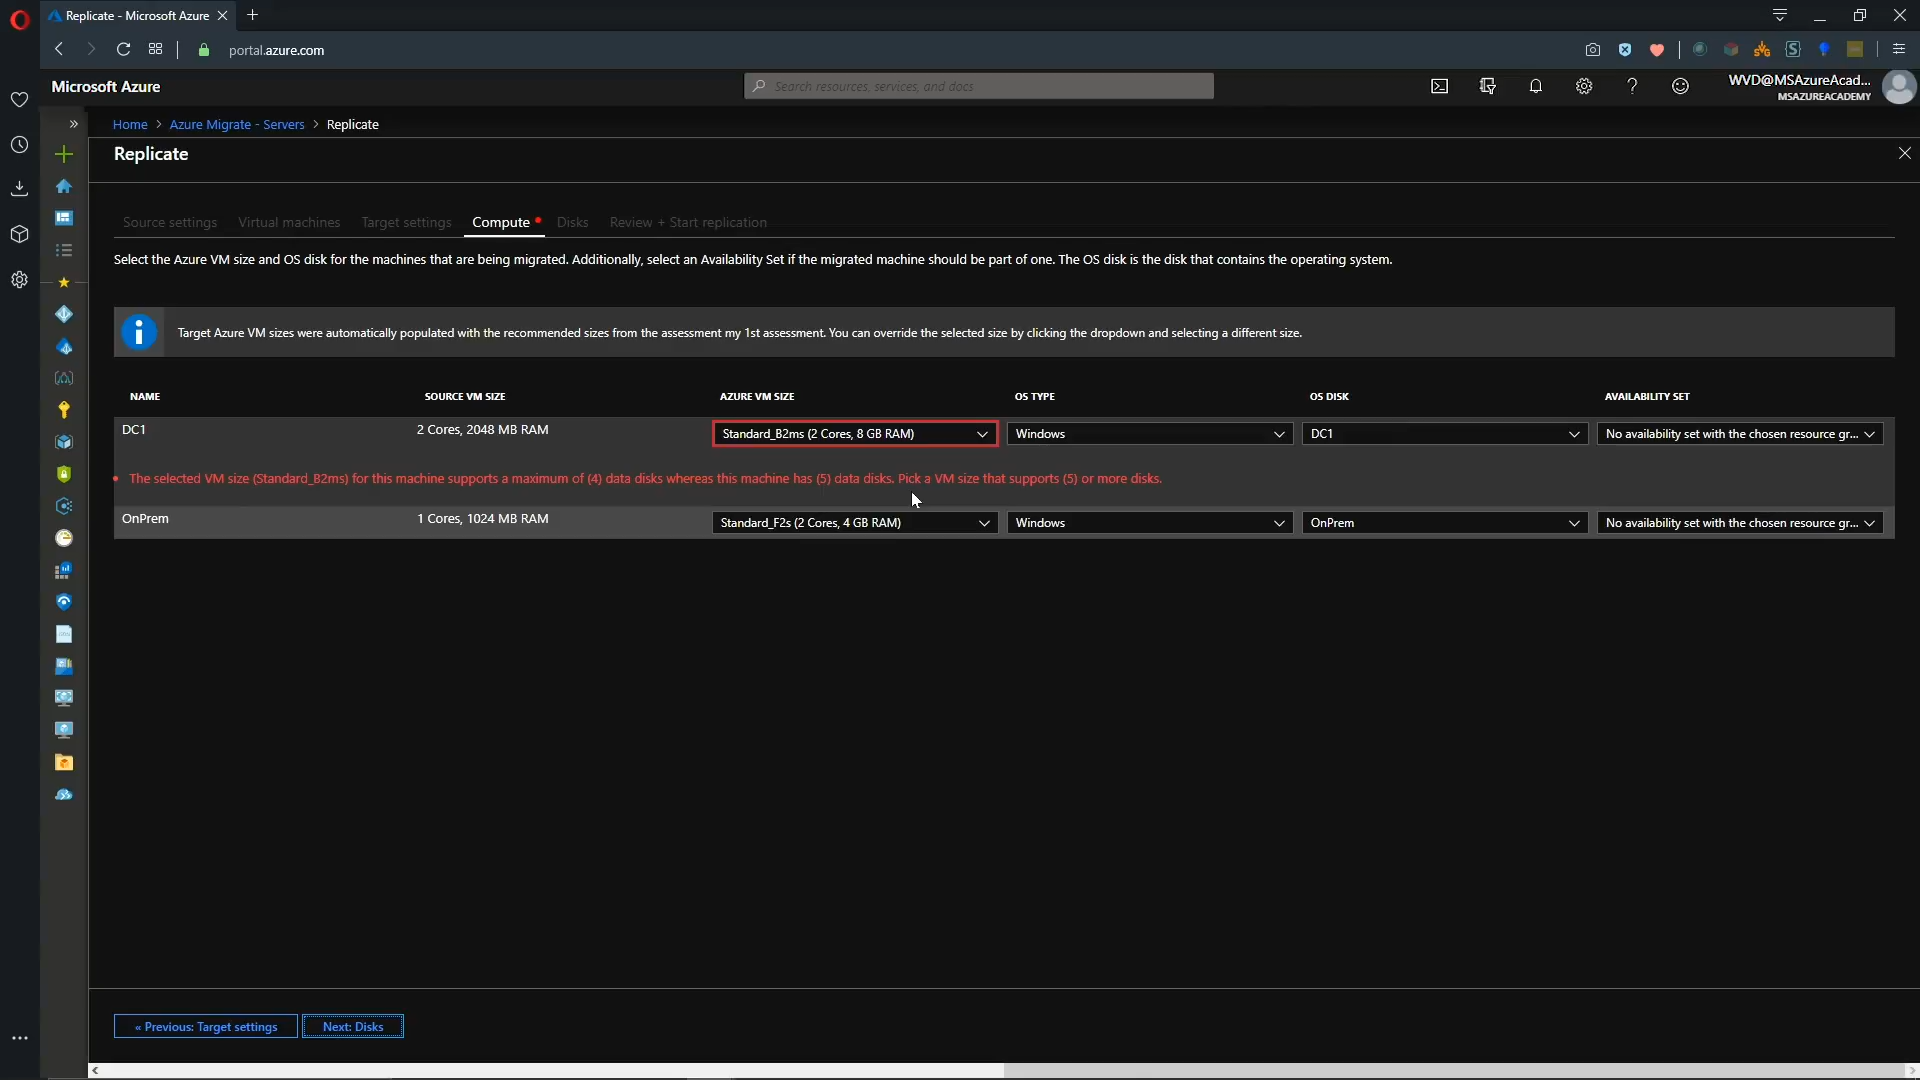 Replicate - Microsoft Azure
portal.azure.com
Microsoft Azure
Search resources, services, and docs
WVD@MSAzureAcad...
MSAZUREACADEMY
Home > Azure Migrate - Servers > Replicate
Replicate
Source settings Virtual machines Target settings Compute Disks Review + Start replication
Select the Azure VM size and OS disk for the machines that are being migrated. Additionally, select an Availability Set if the migrated machine should be part of one. The OS disk is the disk that contains the operating system.
Target Azure VM sizes were automatically populated with the recommended sizes from the assessment my 1st assessment. You can override the selected size by clicking the dropdown and selecting a different size.
NAME SOURCE VM SIZE AZURE VM SIZE OS TYPE OS DISK AVAILABILITY SET
DC1 2 Cores, 2048 MB RAM Standard_B2ms (2 Cores, 8 GB RAM) Windows DC1 No availability set with the chosen resource gr...
The selected VM size (Standard_B2ms) for this machine supports a maximum of (4) data disks whereas this machine has (5) data disks. Pick a VM size that supports (5) or more disks.
OnPrem 1 Cores, 1024 MB RAM Standard_F2s (2 Cores, 4 GB RAM) Windows OnPrem No availability set with the chosen resource gr...
« Previous: Target settings Next: Disks